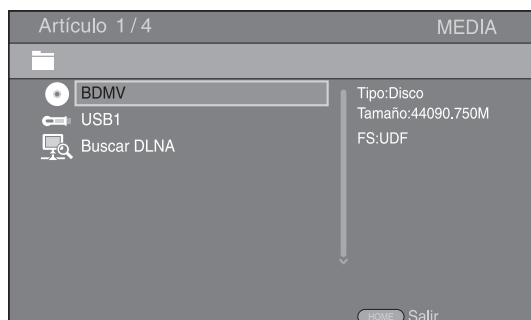 Artículo 1/4 MEDIA
BDMV
USB1
Buscar DLNA
Tipo:Disco
Tamaño:44090.750M
FS:UDF
HOME Salir